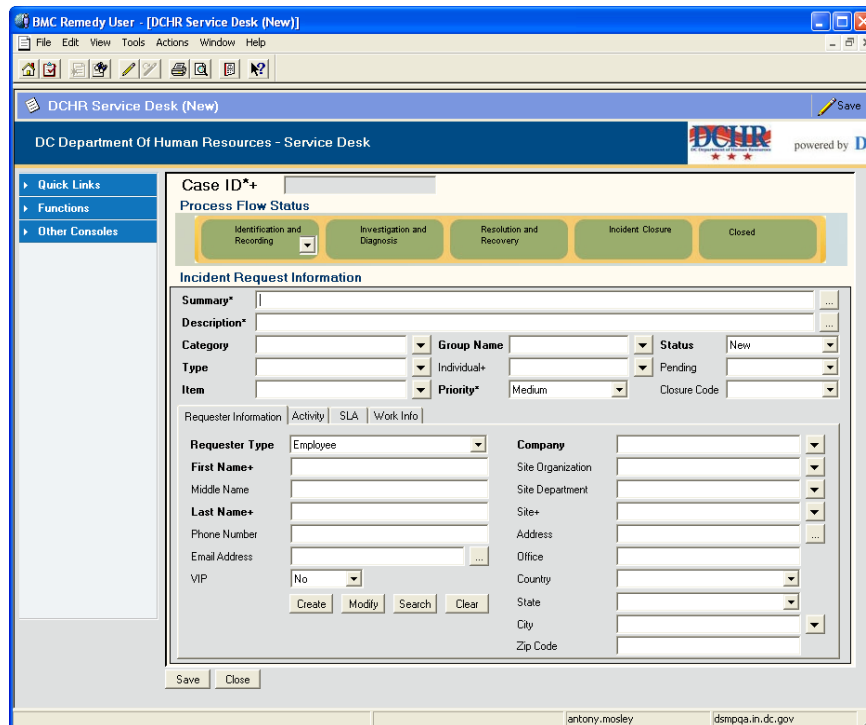 BMC Remedy User - [DCHR Service Desk (New)]
File Edit View Tools Actions Window Help
DCHR Service Desk (New)
Save
DC Department Of Human Resources - Service Desk
DCHR
DC Department of Human Resources
powered by D
Quick Links
Functions
Other Consoles
Case ID*+
Process Flow Status
Identification and Recording
Investigation and Diagnosis
Resolution and Recovery
Incident Closure
Closed
Incident Request Information
Summary*
...
Description*
...
Category
Group Name
Status New
Type
Individual+
Pending
Item
Priority* Medium
Closure Code
Requester Information Activity SLA Work Info
Requester Type Employee
Company
First Name+
Site Organization
Middle Name
Site Department
Last Name+
Site+
Phone Number
Address
...
Email Address
...
Office
VIP No
Country
Create Modify Search Clear
State
City
Zip Code
Save Close
antony.mosley dsmpqa.in.dc.gov